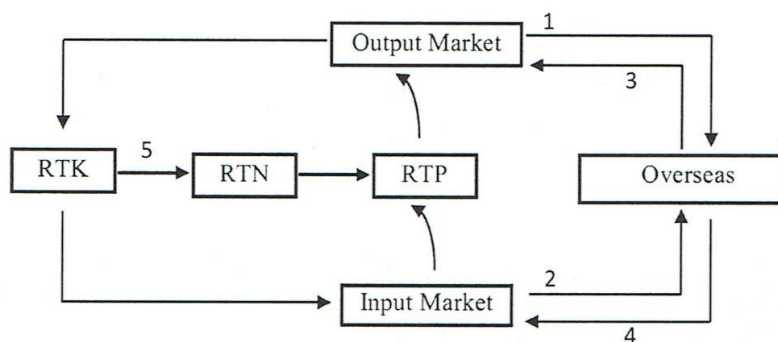 Output Market
1
3
RTK
5
RTN
RTP
Overseas
2
Input Market
4